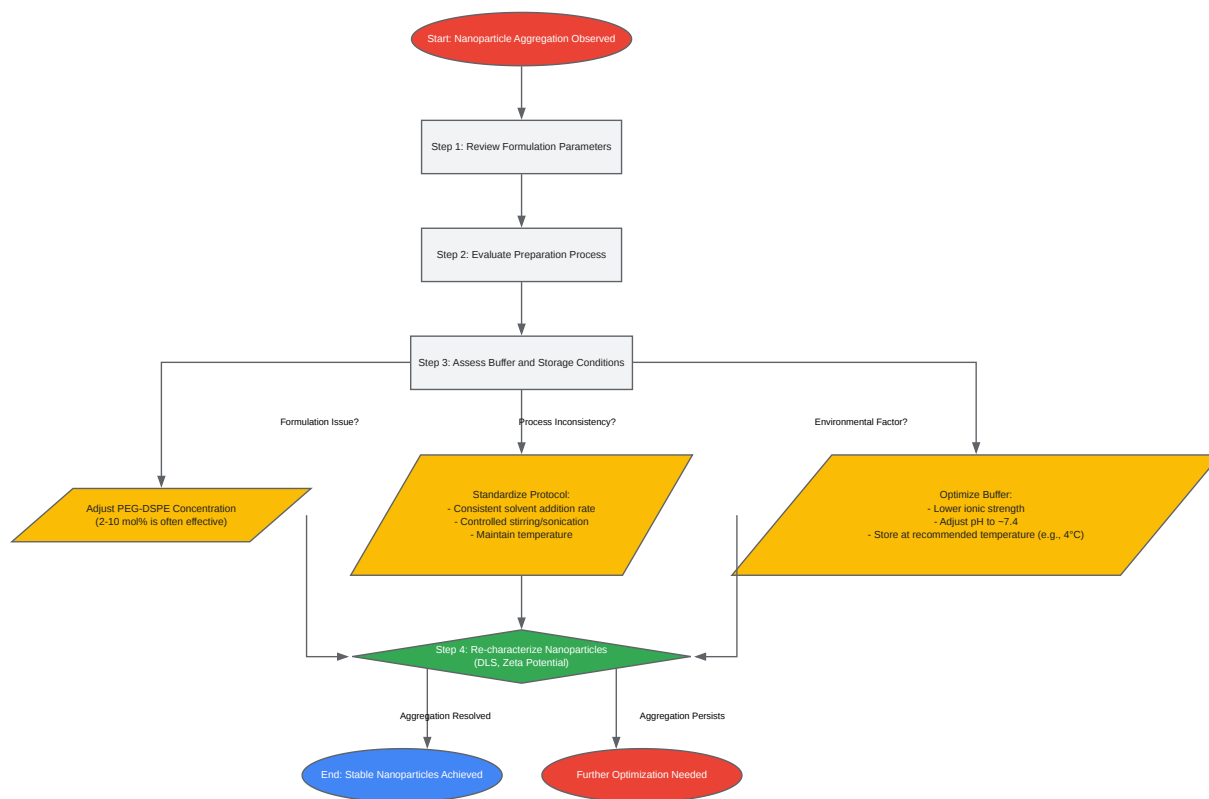 Start: Nanoparticle Aggregation Observed
Step 1: Review Formulation Parameters
Step 2: Evaluate Preparation Process
Step 3: Assess Buffer and Storage Conditions
Formulation Issue?
Process Inconsistency?
Environmental Factor?
Adjust PEG-DSPE Concentration
(2-10 mol% is often effective)
Standardize Protocol:
- Consistent solvent addition rate
- Controlled stirring/sonication
- Maintain temperature
Optimize Buffer:
- Lower ionic strength
- Adjust pH to ~7.4
- Store at recommended temperature (e.g., 4°C)
Step 4: Re-characterize Nanoparticles
(DLS, Zeta Potential)
Aggregation Resolved
Aggregation Persists
End: Stable Nanoparticles Achieved
Further Optimization Needed